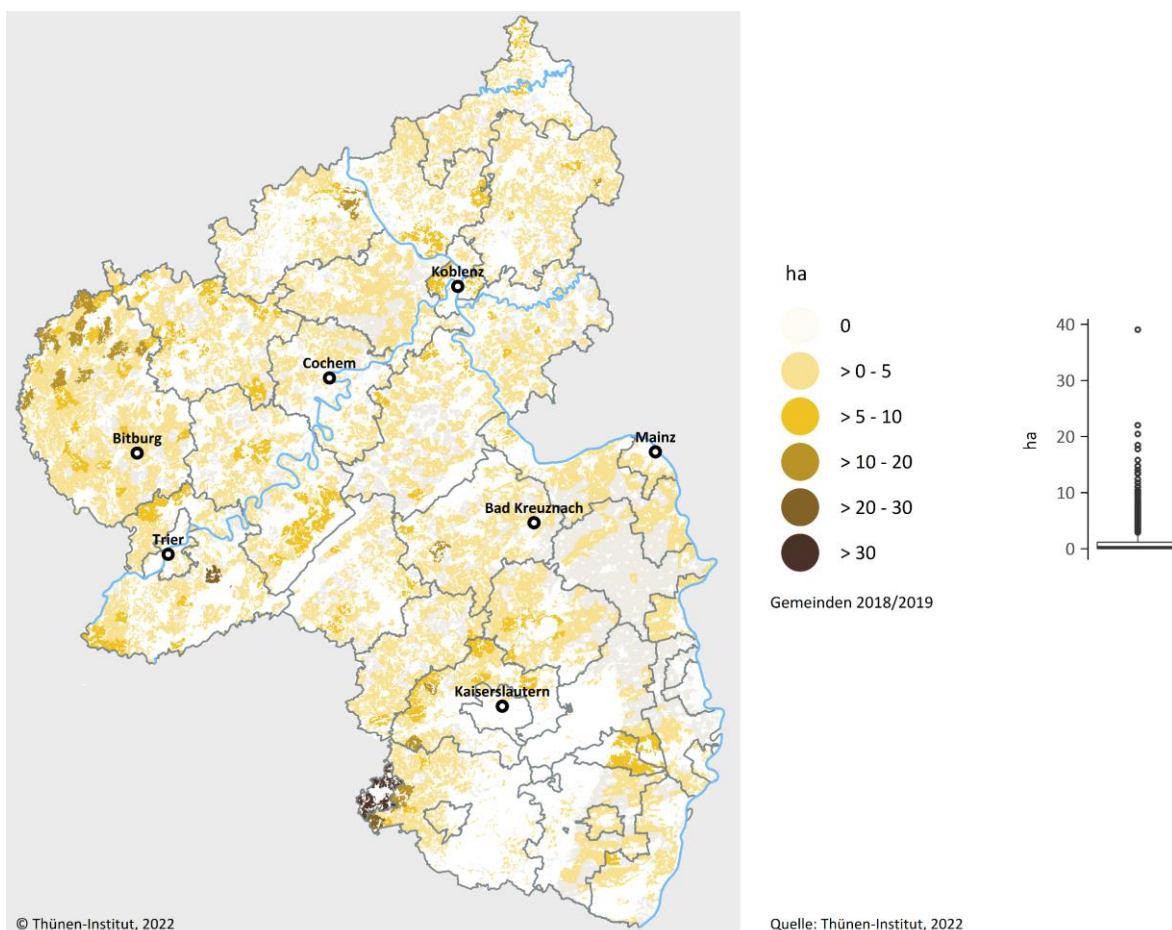 Koblenz
Cochem
Bitburg
Mainz
Bad Kreuznach
Trier
Kaiserslautern
© Thünen-Institut, 2022
ha
0
> 0 - 5
> 5 - 10
> 10 - 20
> 20 - 30
> 30
Gemeinden 2018/2019
ha
40
30
20
10
0
Quelle: Thünen-Institut, 2022